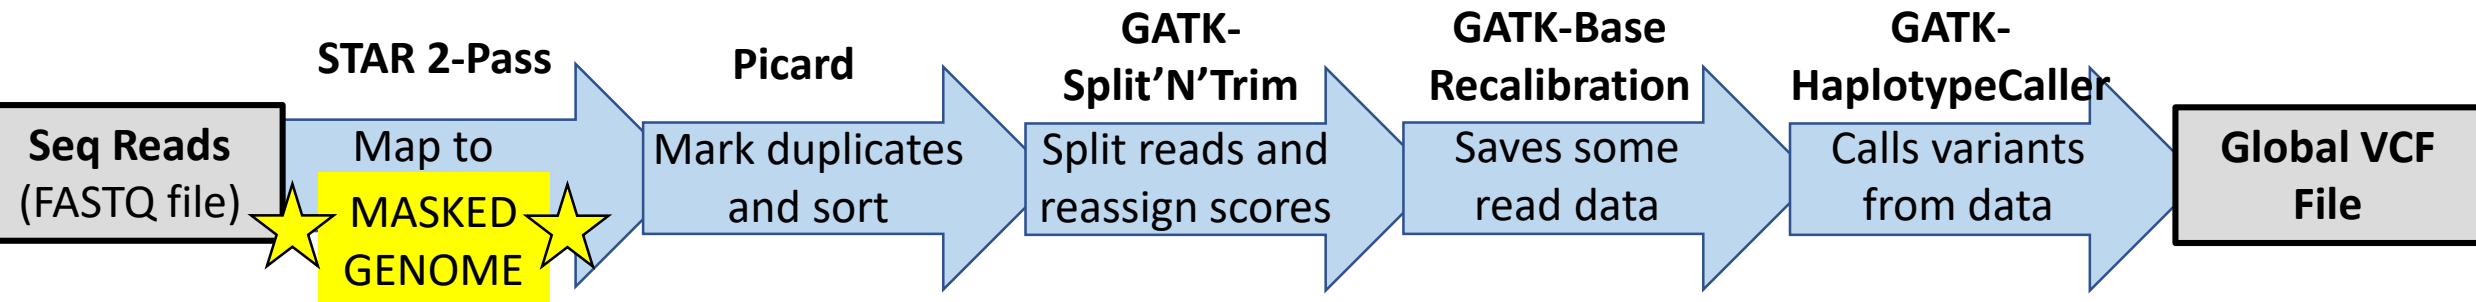 Seq Reads
(FASTQ file)
STAR 2-Pass
Map to
MASKED
GENOME
Picard
Mark duplicates
and sort
GATK-
Split’N’Trim
Split reads and
reassign scores
GATK-Base
Recalibration
Saves some
read data
GATK-
HaplotypeCaller
Calls variants
from data
Global VCF
File